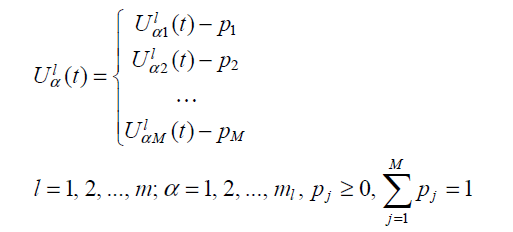 U^l_α(t) = { U^l_{α1}(t) − p_1
U^l_{α2}(t) − p_2
...
U^l_{αM}(t) − p_M
l = 1, 2, ..., m; α = 1, 2, ..., m_l, p_j ≥ 0, ∑_{j=1}^{M} p_j = 1